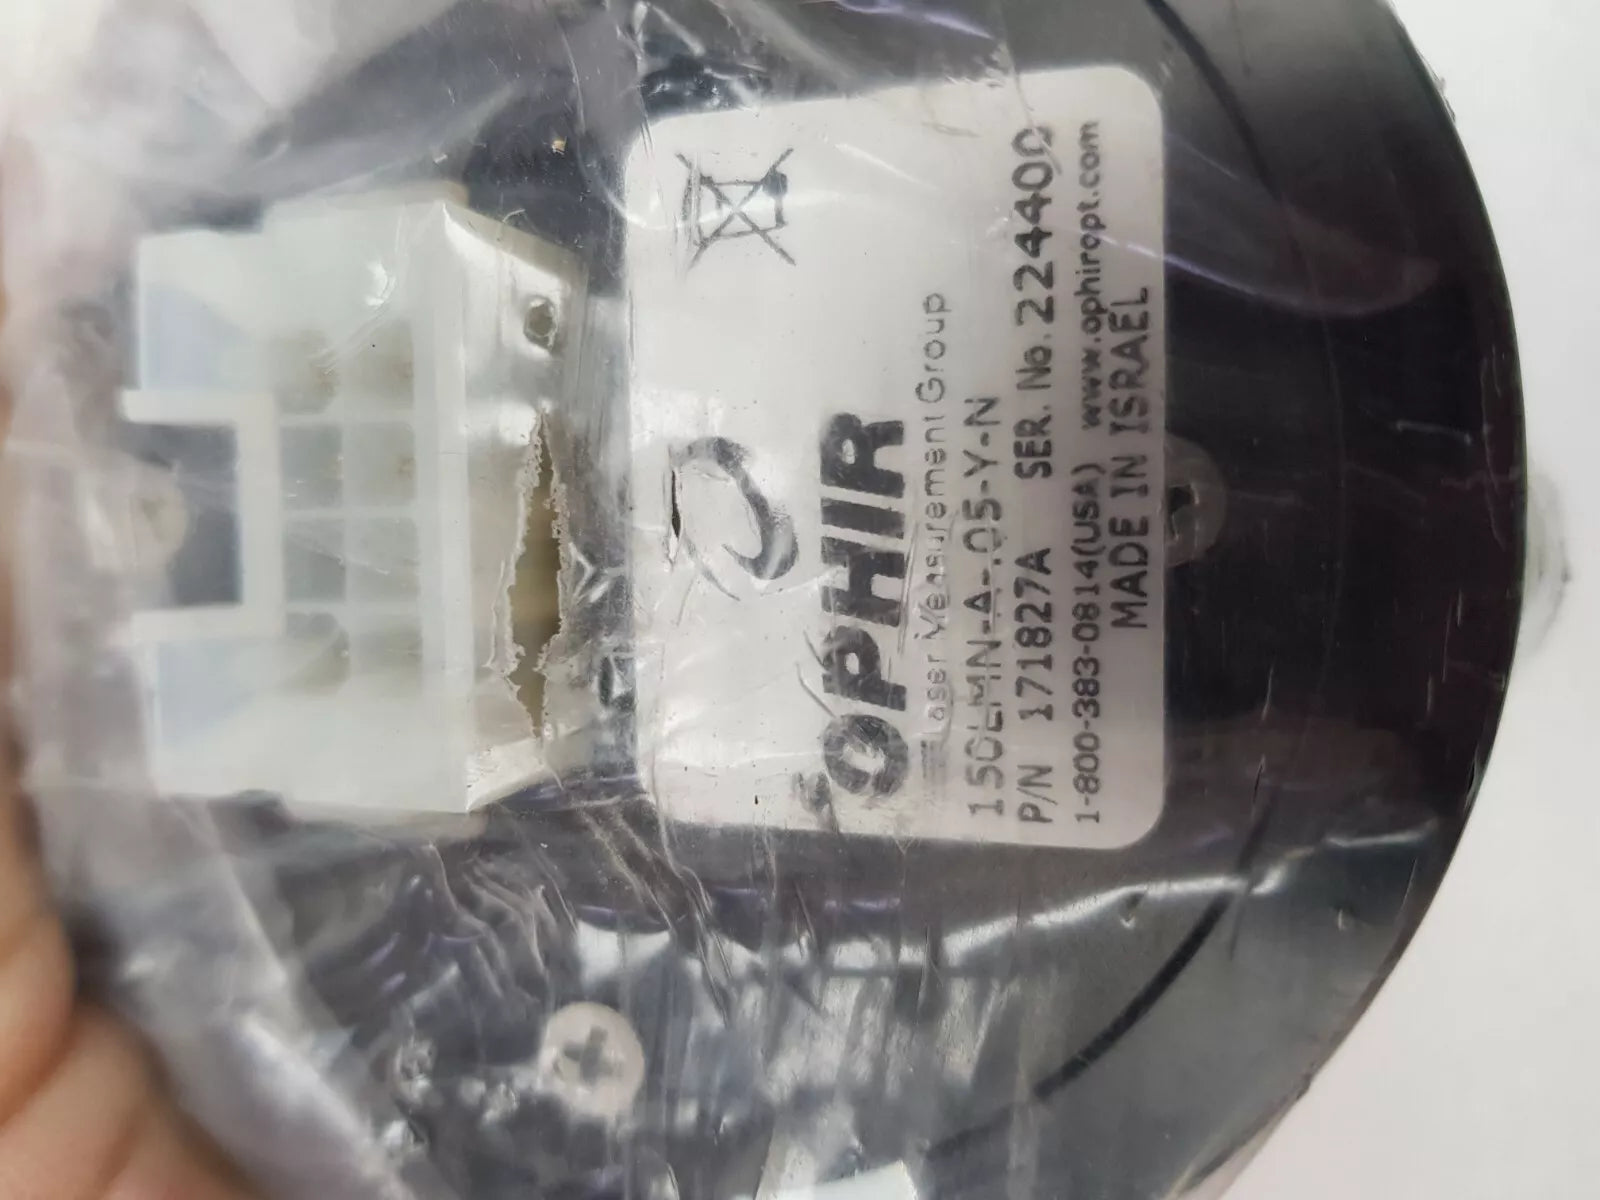 OPHIR
Laser Measurement Group
150LMN-A-.05-Y-N
P/N 171827A SER. No. 224400
1-800-383-0814(USA) www.ophiropt.com
MADE IN ISRAEL